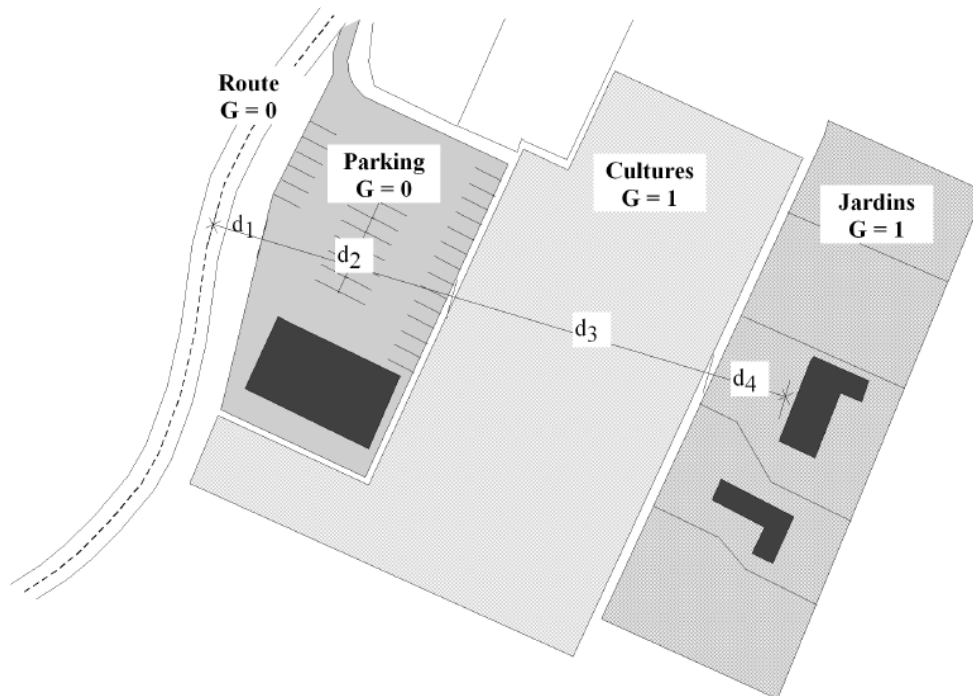 Route
G = 0
Parking
G = 0
Cultures
G = 1
Jardins
G = 1
d1
d2
d3
d4